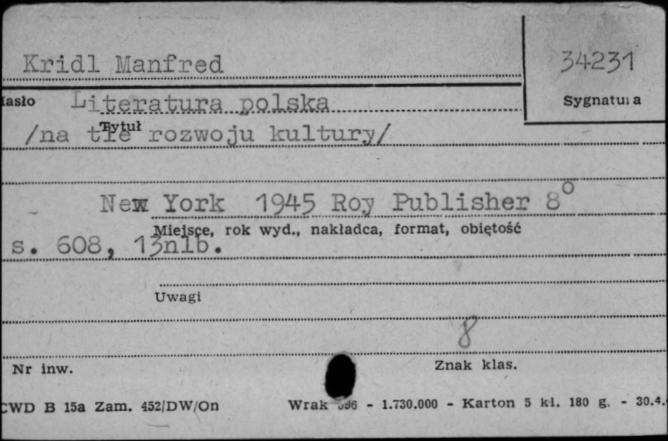 Kridl Manfred
34231
Hasło Literatura polska
Sygnatura
/na tle rozwoju kultury/
Tytuł
New York 1945 Roy Publisher 8°
Miejsce, rok wyd., nakładca, format, objętość
s. 608, 13nlb.
Uwagi
8
Nr inw.
Znak klas.
CWD B 15a Zam. 452/DW/On Wrak - 1.730.000 - Karton 5 kl. 180 g. - 30.4.